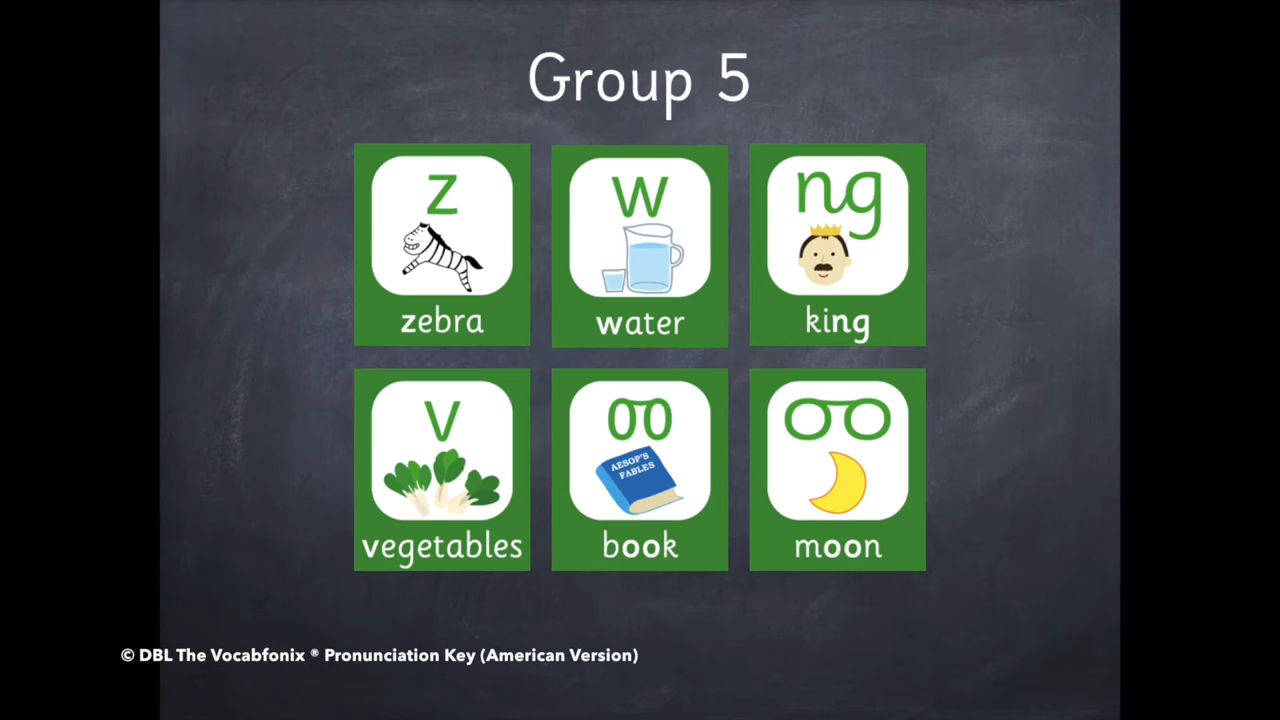 Group 5
z
zebra
w
water
ng
king
v
vegetables
oo
AESOP'S
FABLES
book
oo
moon
© DBL The Vocabfonix ® Pronunciation Key (American Version)